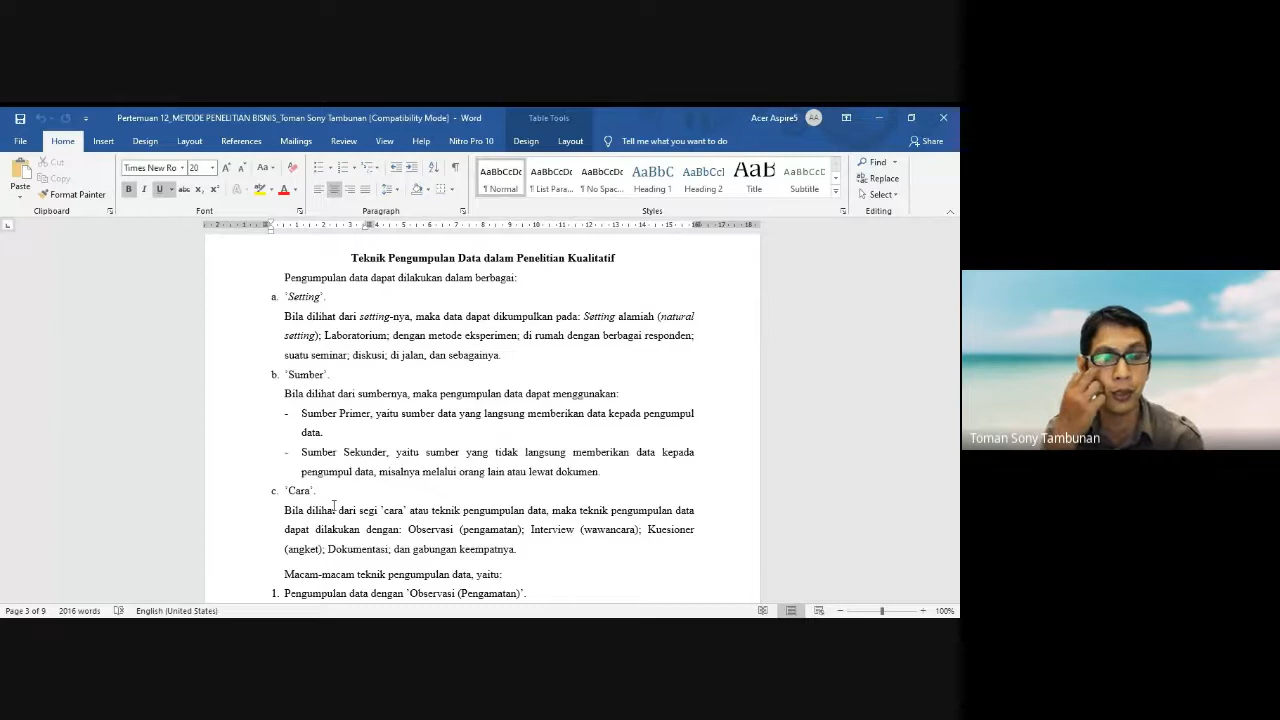 Pertemuan 12_METODE PENELITIAN BISNIS_Toman Sony Tambunan [Compatibility Mode] - Word
Table Tools
Acer Aspire5
AA
File Home Insert Design Layout References Mailings Review View Help Nitro Pro 10 Design Layout Tell me what you want to do Share
Paste
Cut
Copy
Format Painter
Clipboard
Times New Ro 20
Font
Paragraph
AaBbCcDc AaBbCcDc AaBbCcDc AaBbC AaBbCcI AaB AaBbCcD
¶ Normal ¶ List Para... ¶ No Spac... Heading 1 Heading 2 Title Subtitle
Styles
Find
Replace
Select
Editing
Teknik Pengumpulan Data dalam Penelitian Kualitatif
Pengumpulan data dapat dilakukan dalam berbagai:
a. `Setting`.
Bila dilihat dari setting-nya, maka data dapat dikumpulkan pada: Setting alamiah (natural
setting); Laboratorium; dengan metode eksperimen; di rumah dengan berbagai responden;
suatu seminar; diskusi; di jalan, dan sebagainya.
b. `Sumber`.
Bila dilihat dari sumbernya, maka pengumpulan data dapat menggunakan:
- Sumber Primer, yaitu sumber data yang langsung memberikan data kepada pengumpul
data.
- Sumber Sekunder, yaitu sumber yang tidak langsung memberikan data kepada
pengumpul data, misalnya melalui orang lain atau lewat dokumen.
c. `Cara`.
Bila dilihat dari segi `cara` atau teknik pengumpulan data, maka teknik pengumpulan data
dapat dilakukan dengan: Observasi (pengamatan); Interview (wawancara); Kuesioner
(angket); Dokumentasi; dan gabungan keempatnya.
Macam-macam teknik pengumpulan data, yaitu:
1. Pengumpulan data dengan `Observasi (Pengamatan)`.
Page 3 of 9 2016 words English (United States) 100%
Toman Sony Tambunan